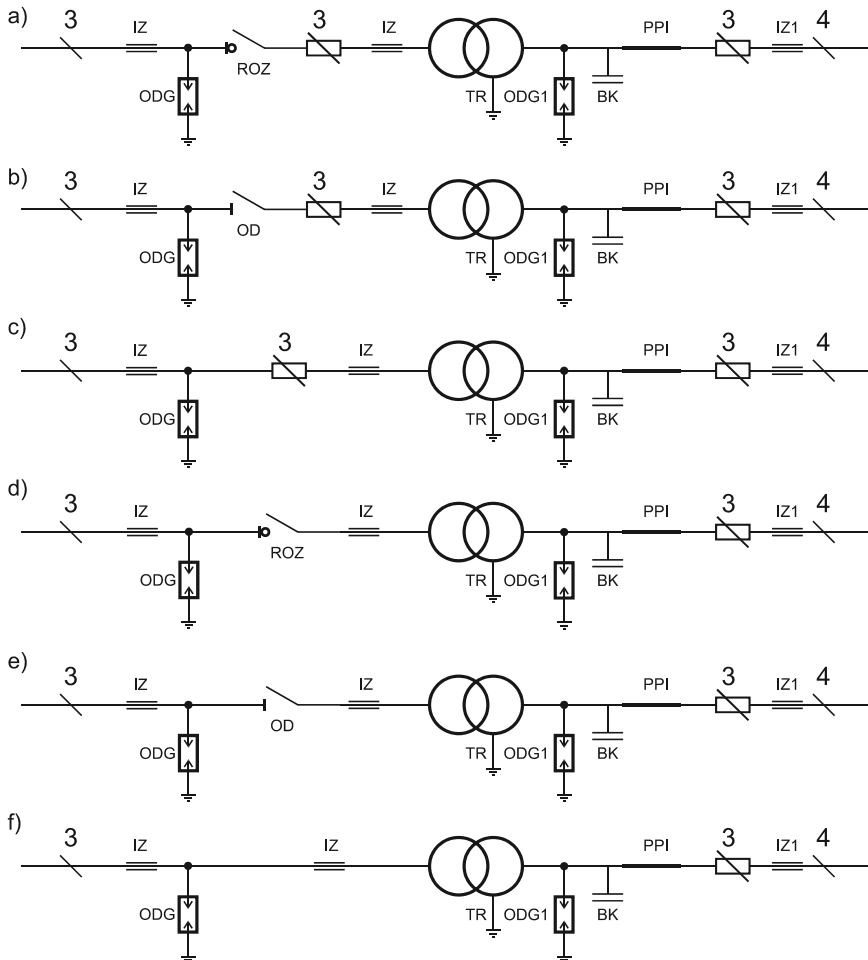 a) 3 IZ 3 IZ 3 IZ1 4
PPI
ROZ
ODG TR ODG1 BK
b) 3 IZ 3 IZ PPI 3 IZ1 4
OD
ODG TR ODG1 BK
c) 3 IZ 3 IZ PPI 3 IZ1 4
ODG TR ODG1 BK
d) 3 IZ IZ PPI 3 IZ1 4
ROZ
ODG TR ODG1 BK
e) 3 IZ IZ PPI 3 IZ1 4
OD
ODG TR ODG1 BK
f) 3 IZ IZ PPI 3 IZ1 4
ODG TR ODG1 BK